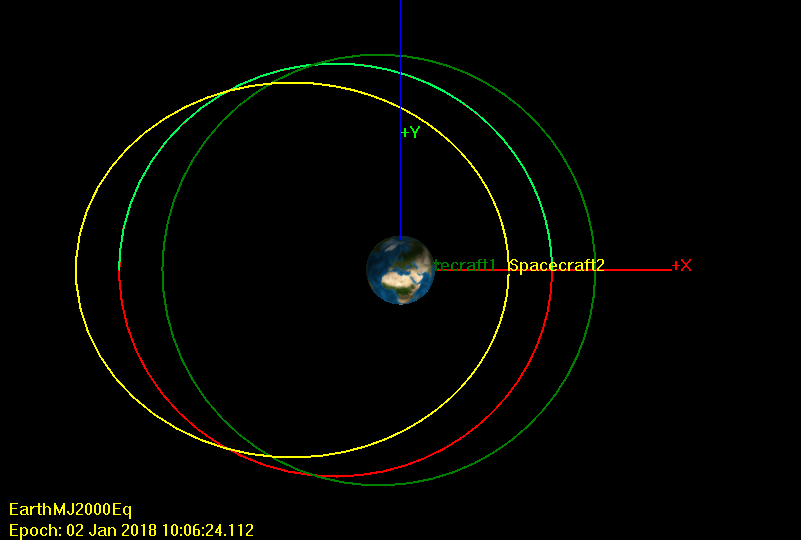 +Y
Spacecraft2
+X
EarthMJ2000Eq
Epoch: 02 Jan 2018 10:06:24.112